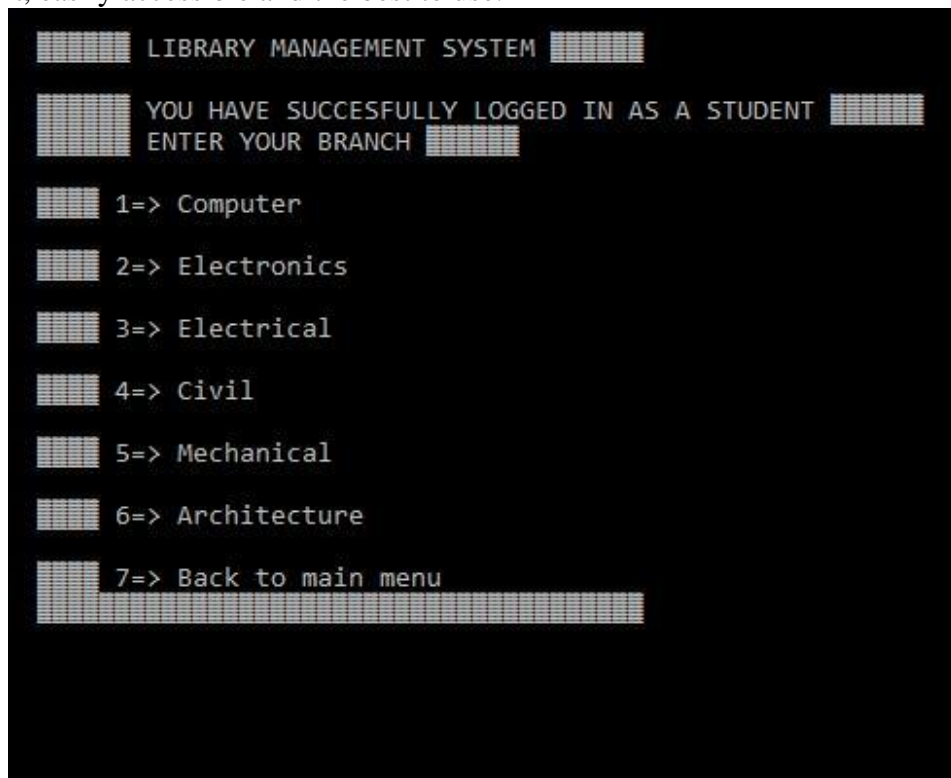 LIBRARY MANAGEMENT SYSTEM
YOU HAVE SUCCESFULLY LOGGED IN AS A STUDENT
ENTER YOUR BRANCH
1=> Computer
2=> Electronics
3=> Electrical
4=> Civil
5=> Mechanical
6=> Architecture
7=> Back to main menu